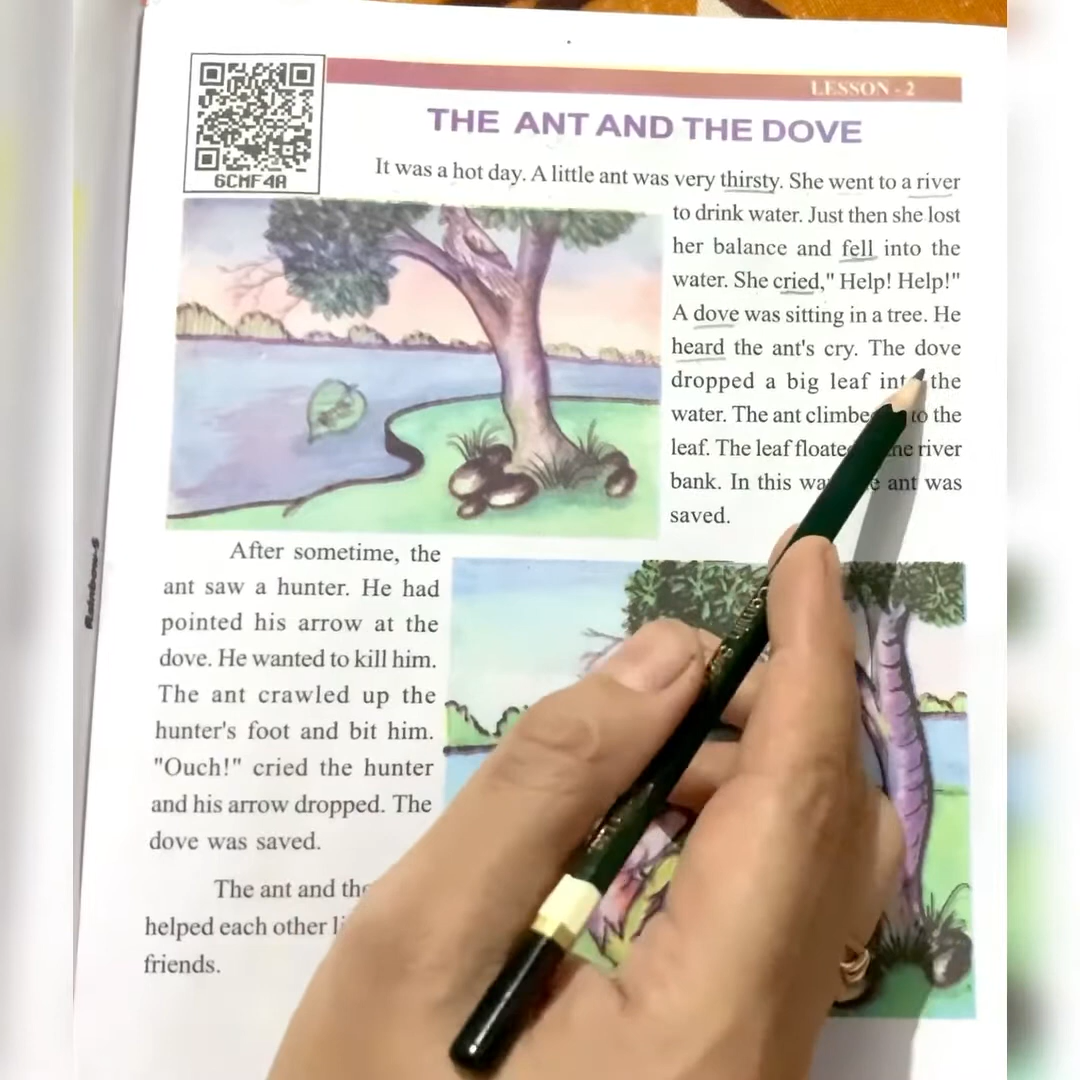 6CMF4A
LESSON - 2
THE ANT AND THE DOVE
It was a hot day. A little ant was very thirsty. She went to a river
to drink water. Just then she lost
her balance and fell into the
water. She cried," Help! Help!"
A dove was sitting in a tree. He
heard the ant's cry. The dove
dropped a big leaf the
water. The ant to the
leaf. The leaf river
bank. In this ant was
saved.
After sometime, the
ant saw a hunter. He had
pointed his arrow at the
dove. He wanted to kill him.
The ant crawled up the
hunter's foot and bit him.
"Ouch!" cried the hunter
and his arrow dropped. The
dove was saved.
The ant and
helped each other
friends.